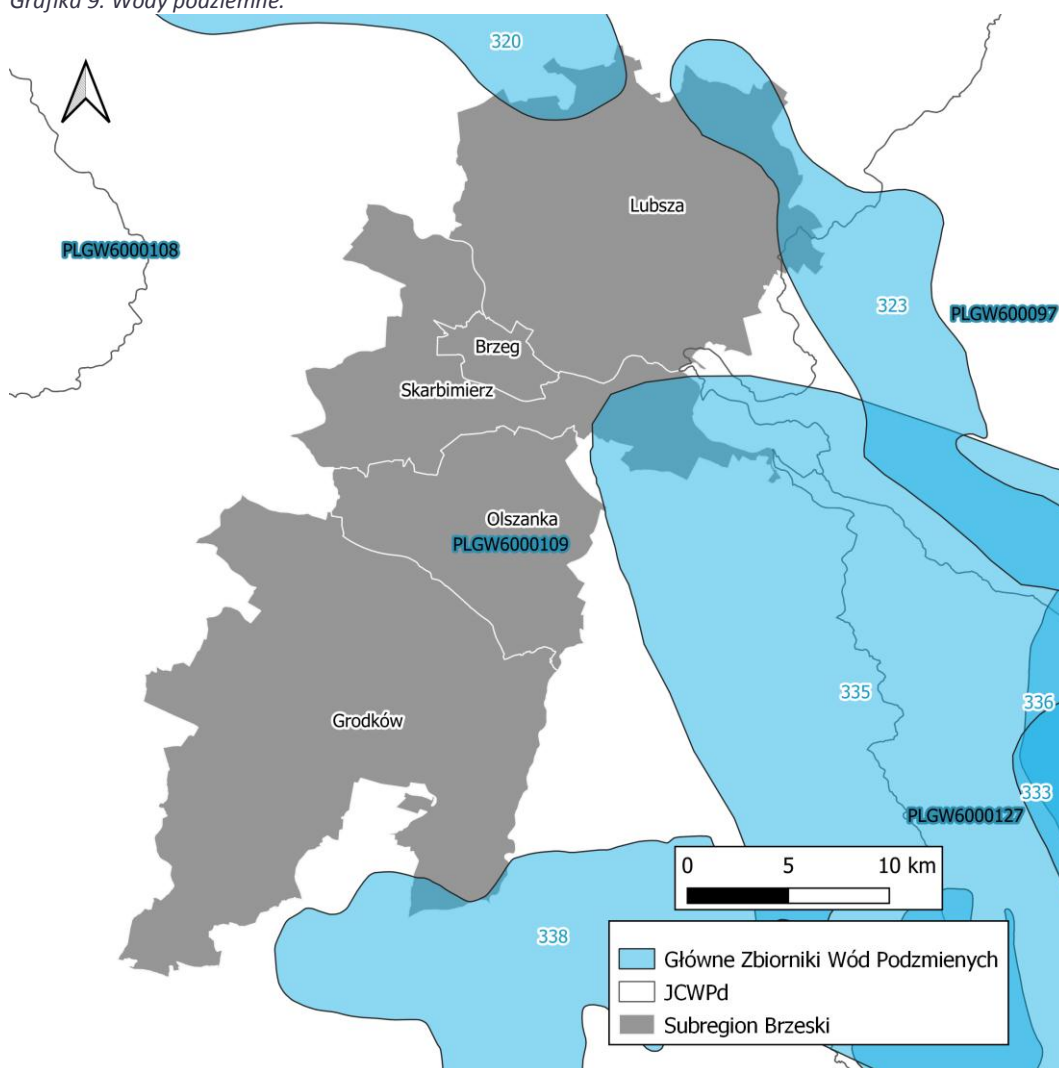 Grafika 9. Wody podziemne.
320
Lubsza
PLGW6000108
323
PLGW600097
Brzeg
Skarbimierz
Olszanka
PLGW6000109
335
336
Grodków
333
PLGW6000127
0 5 10 km
338
Główne Zbiorniki Wód Podzmienych
JCWPd
Subregion Brzeski